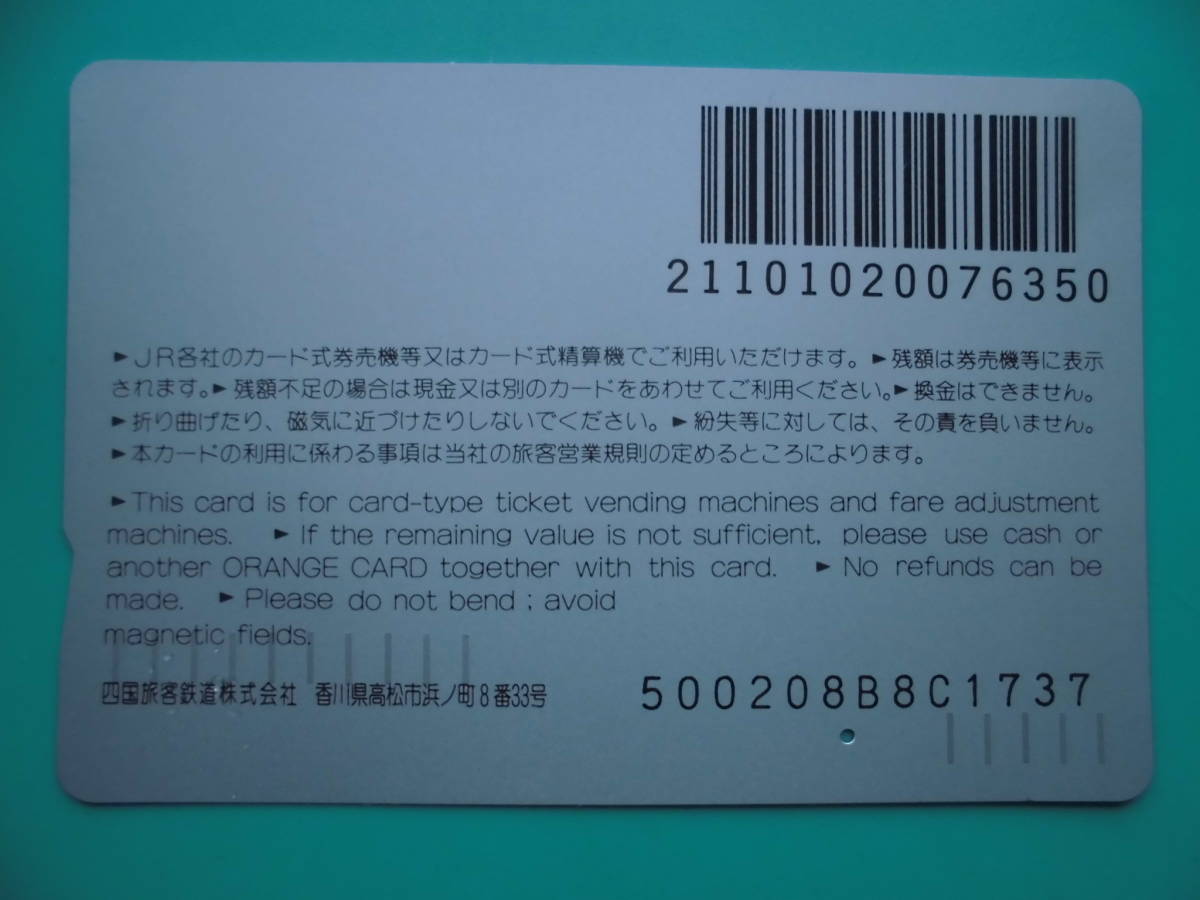 21101020076350
►JR各社のカード式券売機等又はカード式精算機でご利用いただけます。►残額は券売機等に表示
されます。►残額不足の場合は現金又は別のカードをあわせてご利用ください。►換金はできません。
►折り曲げたり、磁気に近づけたりしないでください。►紛失等に対しては、その責を負いません。
►本カードの利用に係わる事項は当社の旅客営業規則の定めるところによります。
►This card is for card-type ticket vending machines and fare adjustment
machines. ►If the remaining value is not sufficient, please use cash or
another ORANGE CARD together with this card. ►No refunds can be
made. ►Please do not bend ; avoid
magnetic fields.
四国旅客鉄道株式会社 香川県高松市浜ノ町8番33号
500208B8C1737